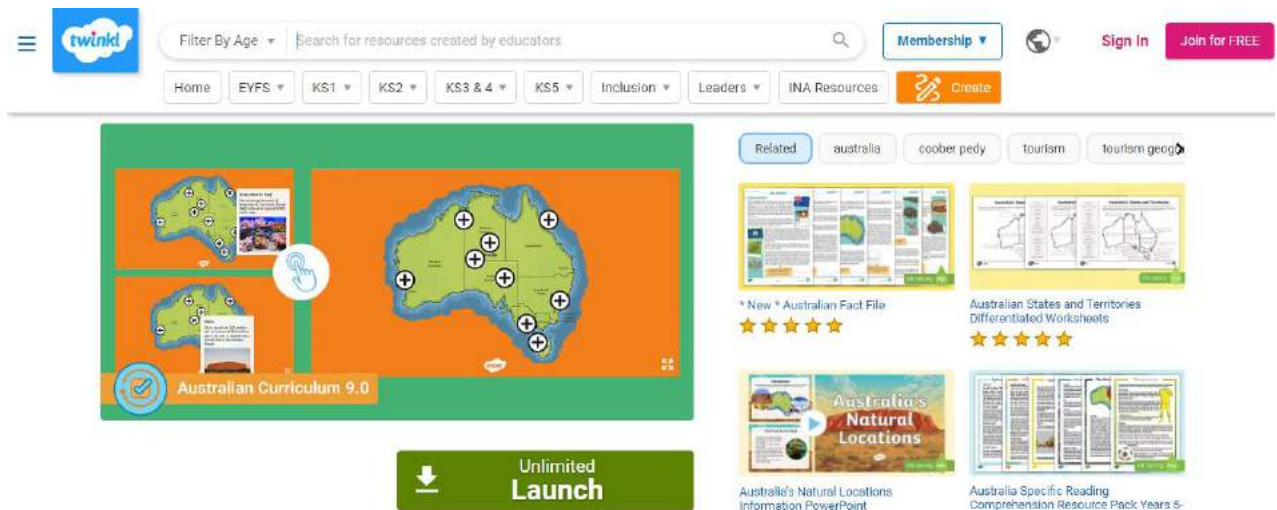 twinkl
Filter By Age
Search for resources created by educators
Membership
Sign In
Join for FREE
Home
EYFS
KS1
KS2
KS3 & 4
KS5
Inclusion
Leaders
INA Resources
Create
Related
australia
coober pedy
tourism
tourism geog
Australian Curriculum 9.0
* New * Australian Fact File
Australian States and Territories
Differentiated Worksheets
Australia's
Natural
Locations
Unlimited
Launch
Australia's Natural Locations
Information PowerPoint
Australia Specific Reading
Comprehension Resource Pack Years 5-